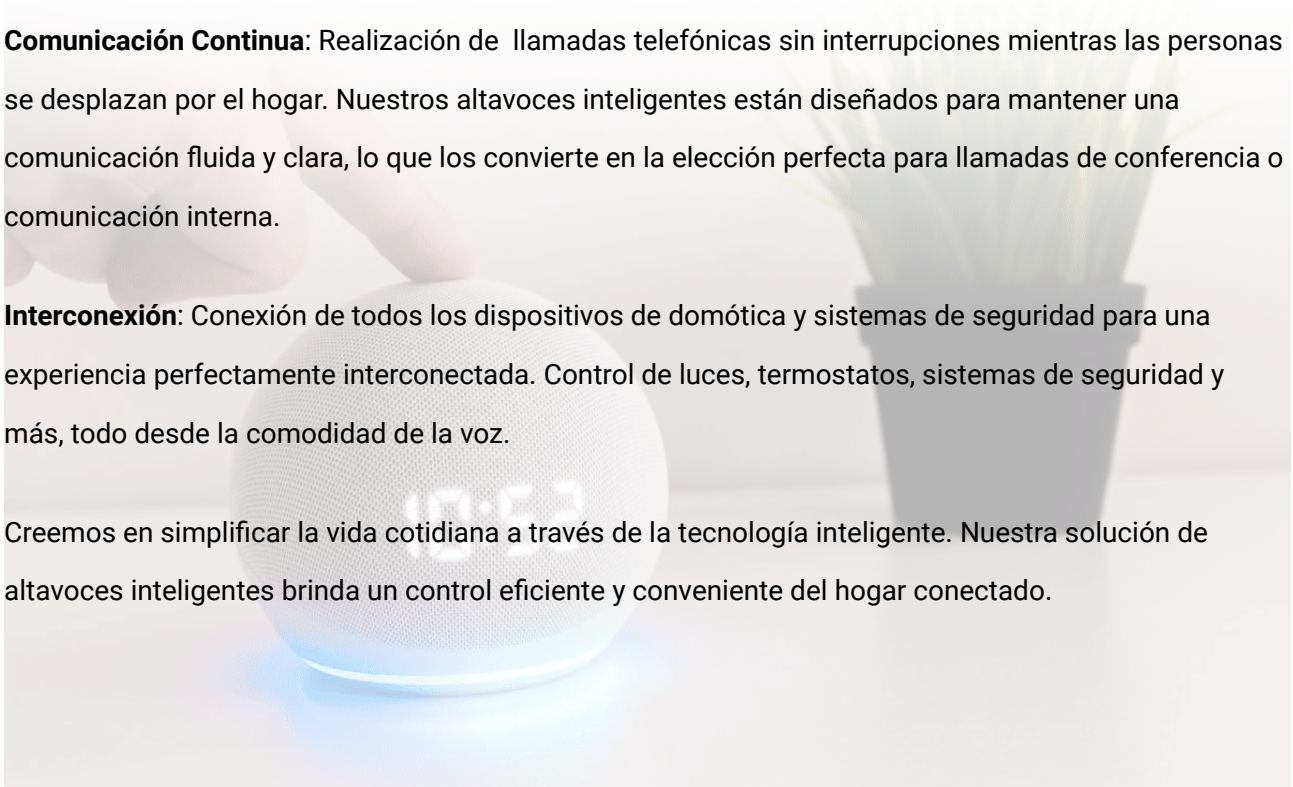 Comunicación Continua: Realización de  llamadas telefónicas sin interrupciones mientras las personas
se desplazan por el hogar. Nuestros altavoces inteligentes están diseñados para mantener una
comunicación fluida y clara, lo que los convierte en la elección perfecta para llamadas de conferencia o
comunicación interna.
Interconexión: Conexión de todos los dispositivos de domótica y sistemas de seguridad para una
experiencia perfectamente interconectada. Control de luces, termostatos, sistemas de seguridad y
más, todo desde la comodidad de la voz.
10:53
Creemos en simplificar la vida cotidiana a través de la tecnología inteligente. Nuestra solución de
altavoces inteligentes brinda un control eficiente y conveniente del hogar conectado.